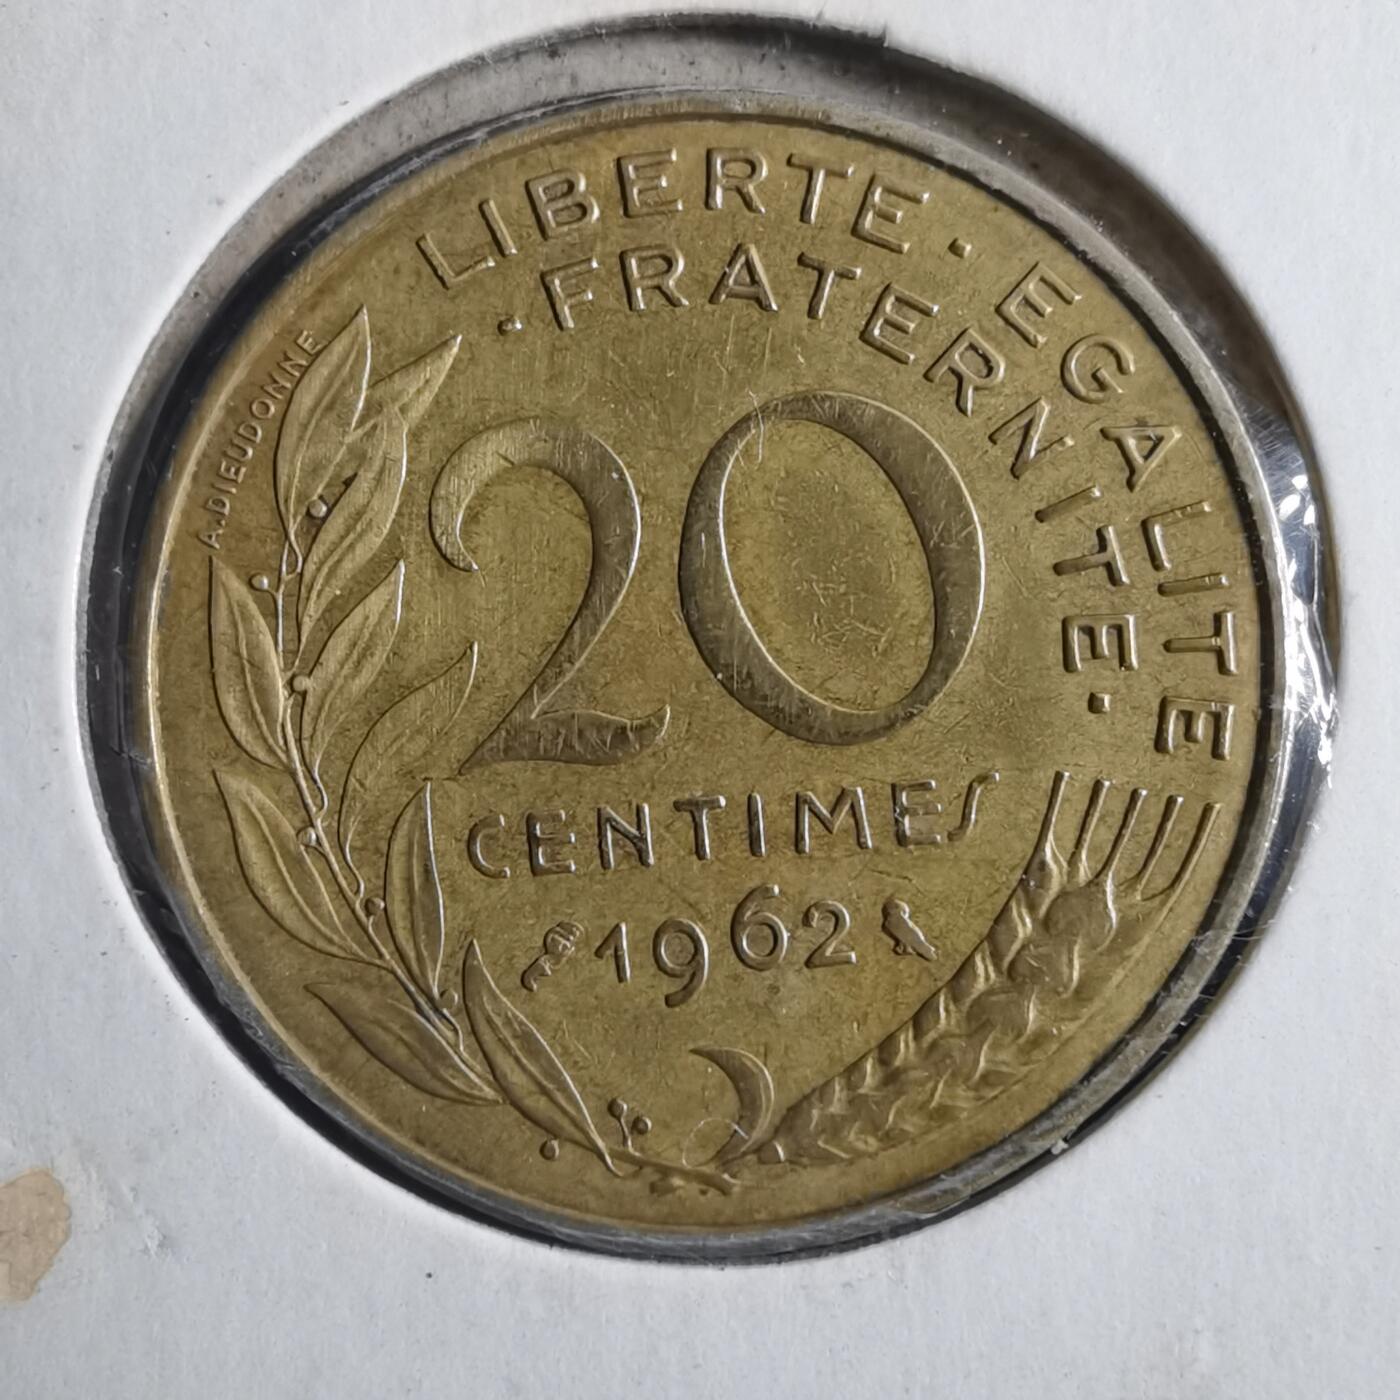 LIBERTE · EGALITE
· FRATERNITE ·
A.DIEUDONNE
20
CENTIMES
1962